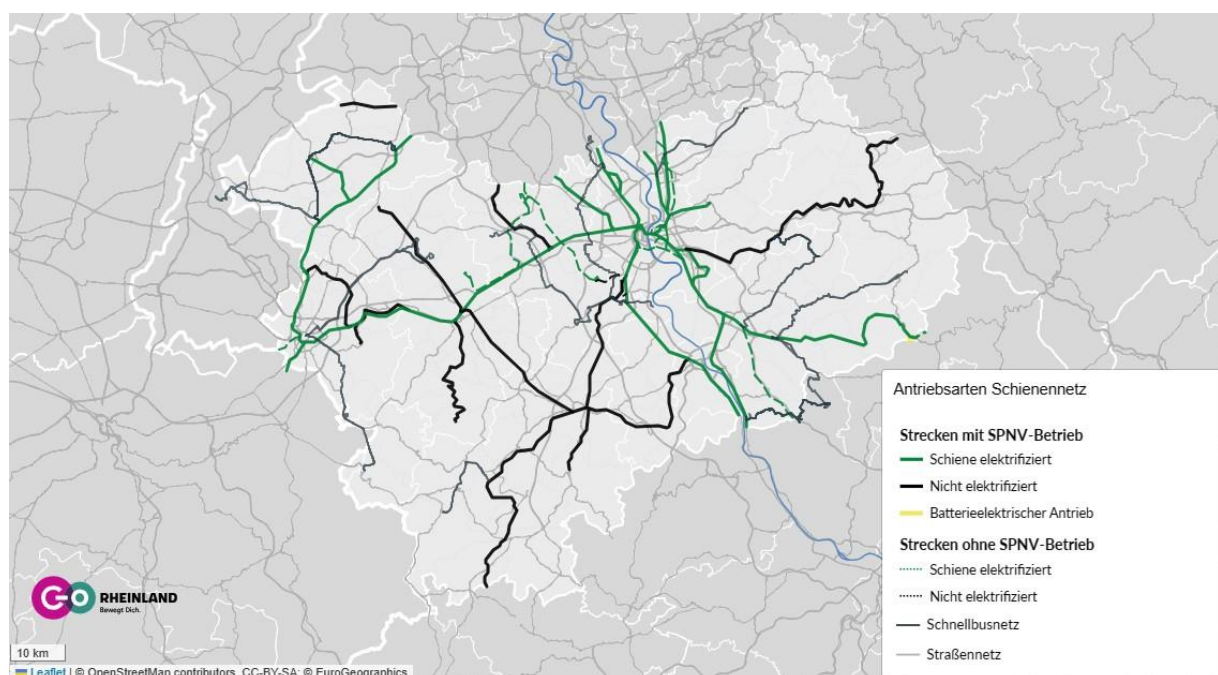 Antriebsarten Schienennetz
Strecken mit SPNV-Betrieb
Schiene elektrifiziert
Nicht elektrifiziert
Batterieelektrischer Antrieb
Strecken ohne SPNV-Betrieb
Schiene elektrifiziert
Nicht elektrifiziert
Schnellbusnetz
Straßennetz
GO RHEINLAND
Bewegt Dich.
10 km
Leaflet | © OpenStreetMap contributors, CC-BY-SA; © EuroGeographics